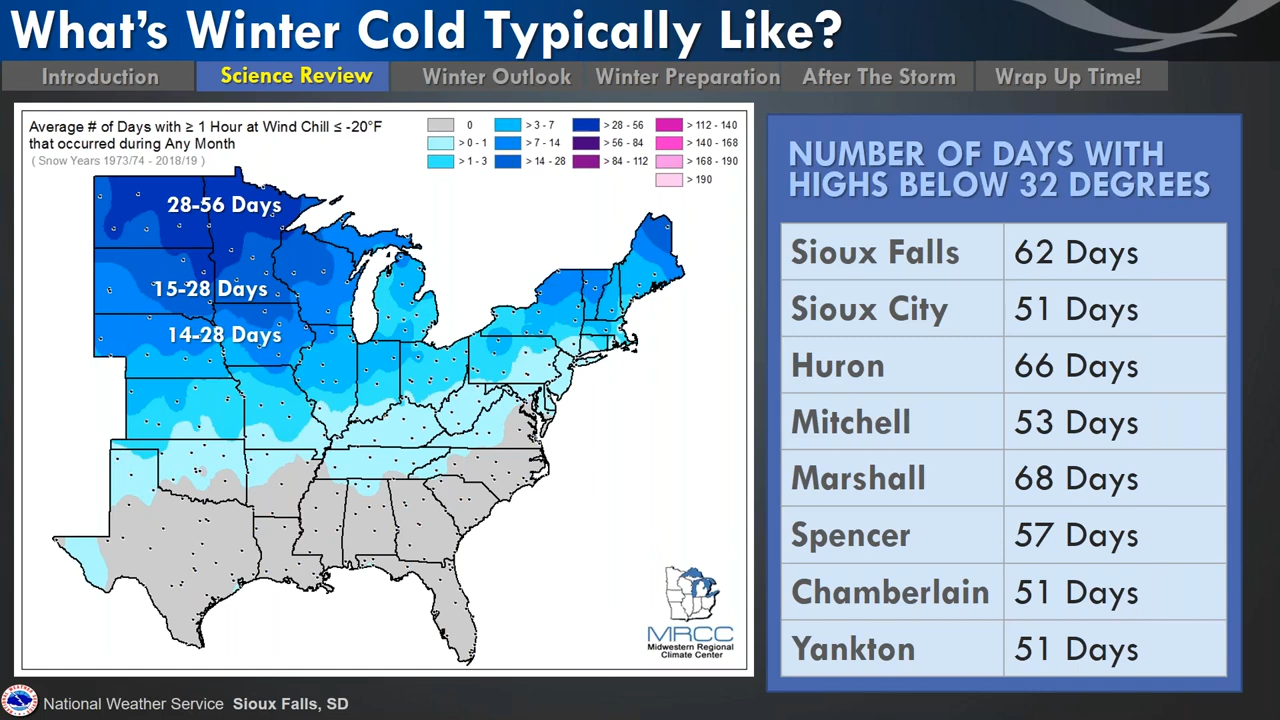 What's Winter Cold Typically Like?
Introduction
Science Review
Winter Outlook
Winter Preparation
After The Storm
Wrap Up Time!
Average # of Days with ≥ 1 Hour at Wind Chill ≤ -20°F
that occurred during Any Month
( Snow Years 1973/74 - 2018/19 )
0
> 0 - 1
> 1 - 3
> 3 - 7
> 7 - 14
> 14 - 28
> 28 - 56
> 56 - 84
> 84 - 112
> 112 - 140
> 140 - 168
> 168 - 190
> 190
28-56 Days
15-28 Days
14-28 Days
MRCC
Midwestern Regional
Climate Center
NUMBER OF DAYS WITH
HIGHS BELOW 32 DEGREES
Sioux Falls 62 Days
Sioux City 51 Days
Huron 66 Days
Mitchell 53 Days
Marshall 68 Days
Spencer 57 Days
Chamberlain 51 Days
Yankton 51 Days
National Weather Service Sioux Falls, SD